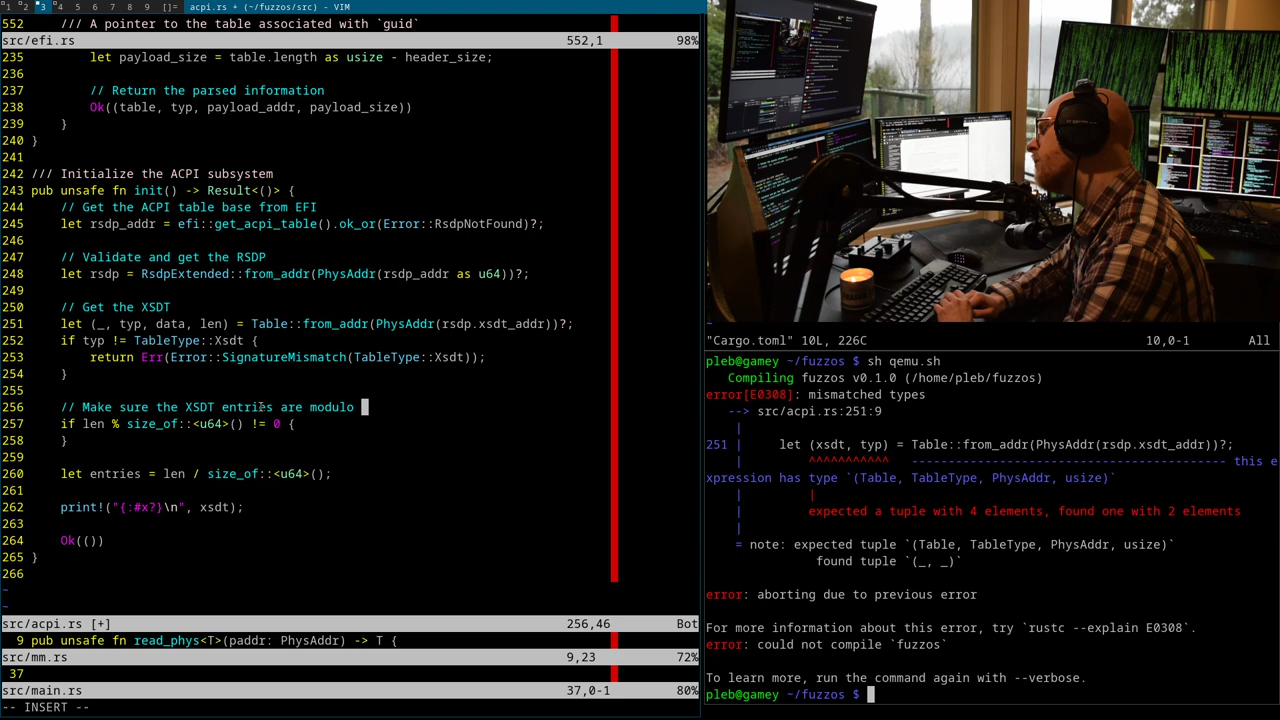 1 2 3 4 5 6 7 8 9 []= acpi.rs + (~/fuzzos/src) - VIM
552     /// A pointer to the table associated with `guid`
src/efi.rs 552,1 98%
235         let payload_size = table.length as usize - header_size;
236
237         // Return the parsed information
238         Ok((table, typ, payload_addr, payload_size))
239     }
240 }
241
242 /// Initialize the ACPI subsystem
243 pub unsafe fn init() -> Result<()> {
244     // Get the ACPI table base from EFI
245     let rsdp_addr = efi::get_acpi_table().ok_or(Error::RsdpNotFound)?;
246
247     // Validate and get the RSDP
248     let rsdp = RsdpExtended::from_addr(PhysAddr(rsdp_addr as u64))?;
249
250     // Get the XSDT
251     let (_, typ, data, len) = Table::from_addr(PhysAddr(rsdp.xsdt_addr))?;
252     if typ != TableType::Xsdt {
253         return Err(Error::SignatureMismatch(TableType::Xsdt));
254     }
255
256     // Make sure the XSDT entries are modulo
257     if len % size_of::<u64>() != 0 {
258     }
259
260     let entries = len / size_of::<u64>();
261
262     print!("{:#x?}\n", xsdt);
263
264     Ok(())
265 }
266
~
~
src/acpi.rs [+] 256,46 Bot
9 pub unsafe fn read_phys<T>(paddr: PhysAddr) -> T {
src/mm.rs 9,23 72%
37
src/main.rs 37,0-1 80%
-- INSERT --
~
"Cargo.toml" 10L, 226C 10,0-1 All
pleb@gamey ~/fuzzos $ sh qemu.sh
   Compiling fuzzos v0.1.0 (/home/pleb/fuzzos)
error[E0308]: mismatched types
   --> src/acpi.rs:251:9
    |
251 |     let (xsdt, typ) = Table::from_addr(PhysAddr(rsdp.xsdt_addr))?;
    |         ^^^^^^^^^^^   ----------------------------------------- this e
xpression has type `(Table, TableType, PhysAddr, usize)`
    |         |
    |         expected a tuple with 4 elements, found one with 2 elements
    |
    = note: expected tuple `(Table, TableType, PhysAddr, usize)`
               found tuple `(_, _)`
error: aborting due to previous error
For more information about this error, try `rustc --explain E0308`.
error: could not compile `fuzzos`
To learn more, run the command again with --verbose.
pleb@gamey ~/fuzzos $